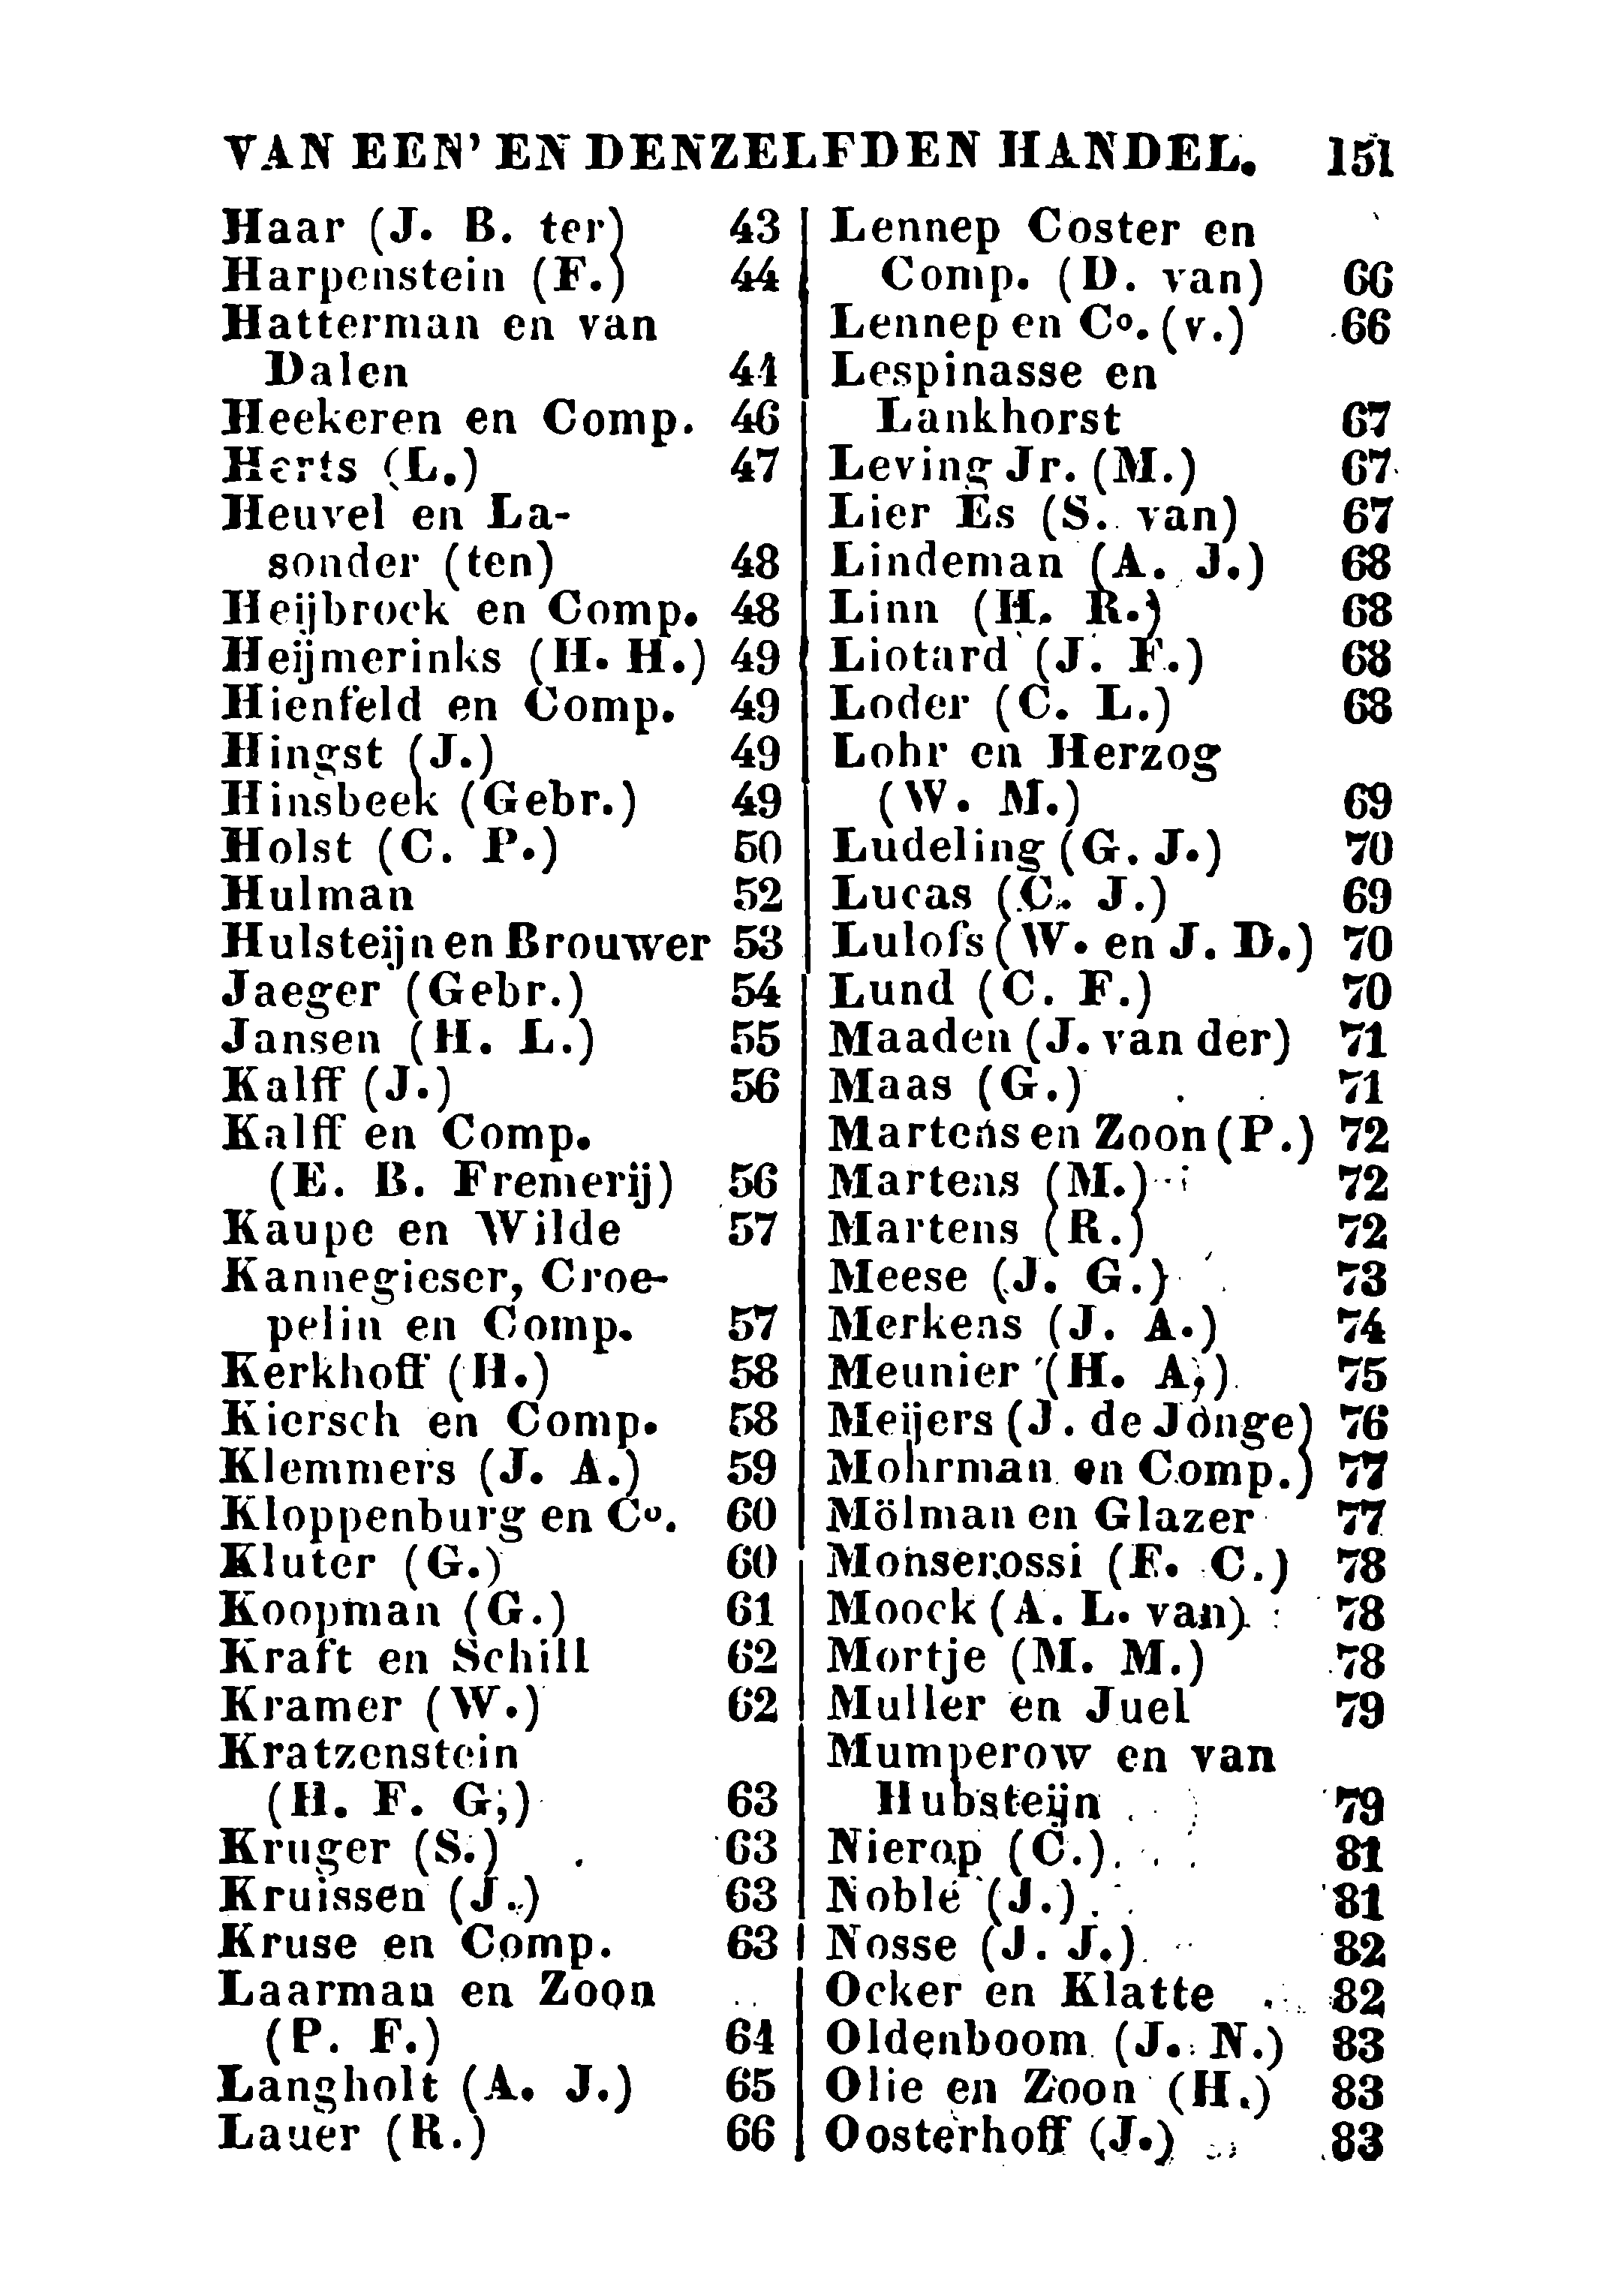 VAN EEN' EN DENZELFDEN HANDEL. 151
Haar (J. B. ter) 43
Harpenstein (F.) 44
Hatterman en van
Dalen 44
Heekeren en Comp. 46
Herts (L.) 47
Heuvel en La-
sonder (ten) 48
Heijbrock en Comp. 48
Heijmerinks (H. H.) 49
Hienfeld en Comp. 49
Hingst (J.) 49
Hinsbeek (Gebr.) 49
Holst (C. P.) 50
Hulman 52
Hulsteijn en Brouwer 53
Jaeger (Gebr.) 54
Jansen (H. L.) 55
Kalff (J.) 56
Kalff en Comp.
(E. B. Fremerij) 56
Kaupe en Wilde 57
Kannegieser, Croe-
pelin en Comp. 57
Kerkhoff (H.) 58
Kiersch en Comp. 58
Klemmers (J. A.) 59
Kloppenburg en Co. 60
Kluter (G.) 60
Koopman (G.) 61
Kraft en Schill 62
Kramer (W.) 62
Kratzenstein
(H. F. G.) 63
Kruger (S.) 63
Kruissen (J.) 63
Kruse en Comp. 63
Laarman en Zoon
(P. F.) 64
Langholt (A. J.) 65
Lauer (R.) 66
Lennep Coster en
Comp. (D. van) 66
Lennep en Co. (v.) 66
Lespinasse en
Lankhorst 67
Leving Jr. (M.) 67
Lier Es (S. van) 67
Lindeman (A. J.) 68
Linn (H. R.) 68
Liotard (J. F.) 68
Loder (C. L.) 68
Lohr en Herzog
(W. M.) 69
Ludeling (G. J.) 70
Lucas (C. J.) 69
Lulofs (W. en J. D.) 70
Lund (C. F.) 70
Maaden (J. van der) 71
Maas (G.) 71
Martens en Zoon (P.) 72
Martens (M.) 72
Martens (R.) 72
Meese (J. G.) 73
Merkens (J. A.) 74
Meunier (H. A.) 75
Meijers (J. de Jonge) 76
Mohrman en Comp.) 77
Mölman en Glazer 77
Monserossi (F. C.) 78
Moock (A. L. van) 78
Mortje (M. M.) 78
Muller en Juel 79
Mumperow en van
Hubsteijn 79
Nierop (C.) 81
Noble (J.) 81
Nosse (J. J.) 82
Ocker en Klatte 82
Oldenboom (J. N.) 83
Olie en Zoon (H.) 83
Oosterhoff (J.) 83